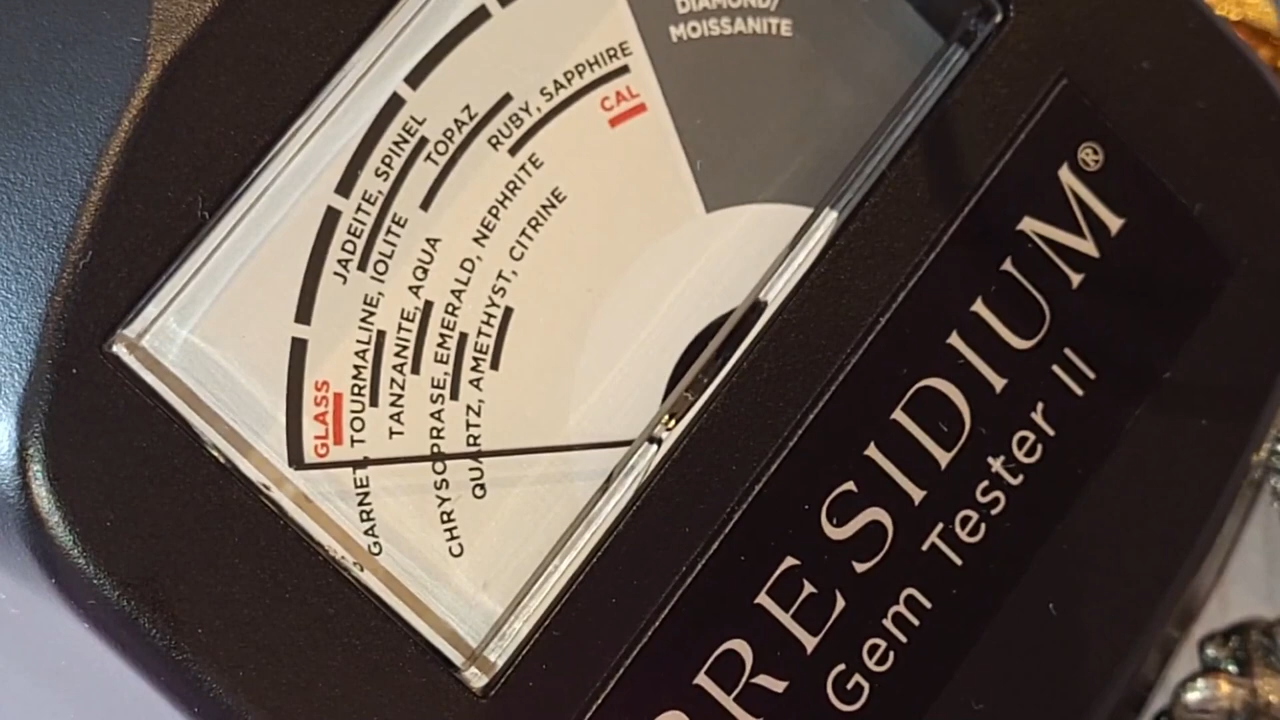 DIAMOND/
MOISSANITE
RUBY, SAPPHIRE
CAL
TOPAZ
JADEITE, SPINEL
GARNET, TOURMALINE, IOLITE
TANZANITE, AQUA
CHRYSOPRASE, EMERALD, NEPHRITE
QUARTZ, AMETHYST, CITRINE
GLASS
PRESIDIUM®
Gem Tester II